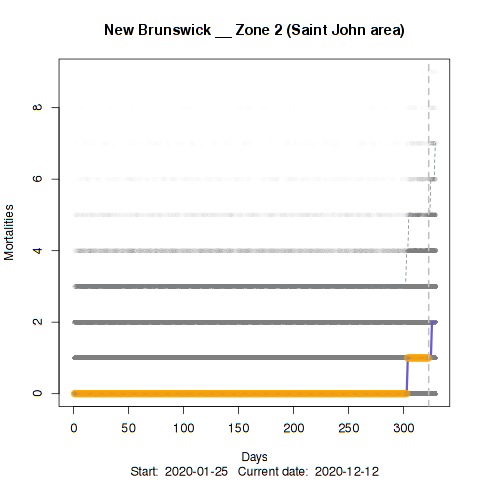 New Brunswick __ Zone 2 (Saint John area)
Mortalities
8
6
4
2
0
0 50 100 150 200 250 300
Days
Start: 2020-01-25 Current date: 2020-12-12